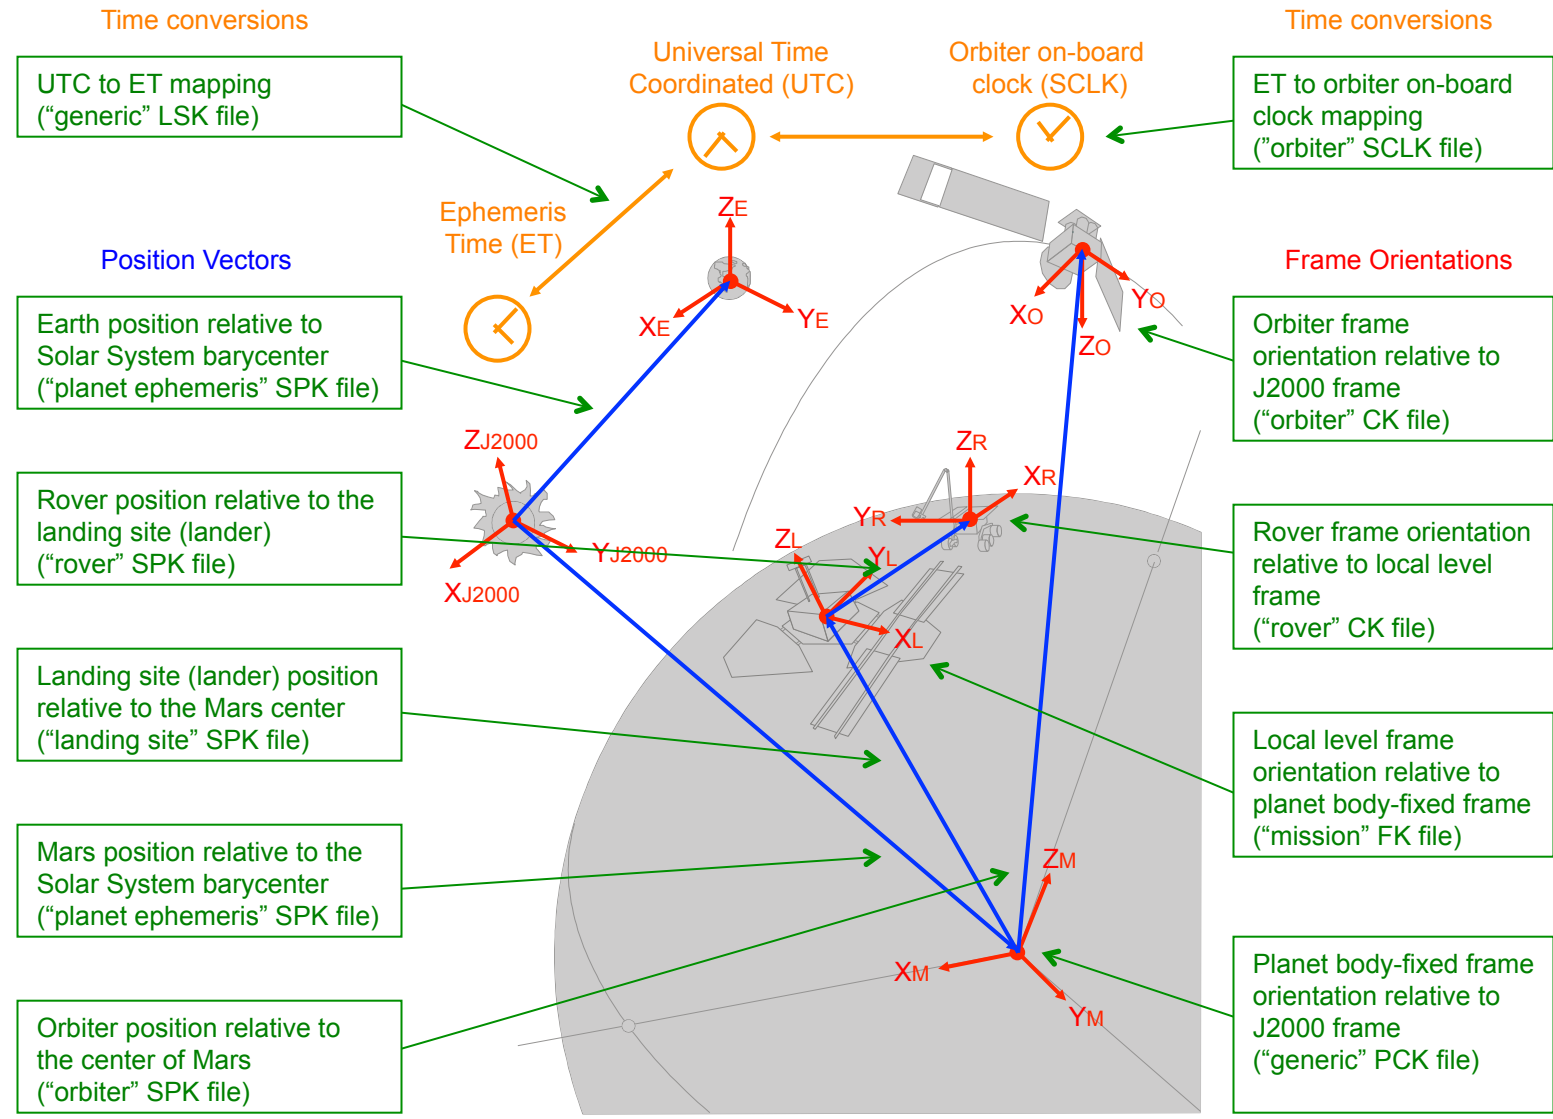 Time conversions
Time conversions
UTC to ET mapping
(“generic” LSK file)
Universal Time
Coordinated (UTC)
Orbiter on-board
clock (SCLK)
ET to orbiter on-board
clock mapping
(”orbiter” SCLK file)
Ephemeris
Time (ET)
Position Vectors
Frame Orientations
Earth position relative to
Solar System barycenter
(“planet ephemeris” SPK file)
ZE
XE
YE
XO
YO
ZO
Orbiter frame
orientation relative to
J2000 frame
(“orbiter” CK file)
Rover position relative to the
landing site (lander)
(“rover” SPK file)
ZJ2000
YJ2000
XJ2000
ZR
XR
YR
ZL
YL
XL
Rover frame orientation
relative to local level
frame
(“rover” CK file)
Landing site (lander) position
relative to the Mars center
(“landing site” SPK file)
Local level frame
orientation relative to
planet body-fixed frame
(“mission” FK file)
Mars position relative to the
Solar System barycenter
(“planet ephemeris” SPK file)
ZM
XM
YM
Orbiter position relative to
the center of Mars
(“orbiter” SPK file)
Planet body-fixed frame
orientation relative to
J2000 frame
(“generic” PCK file)